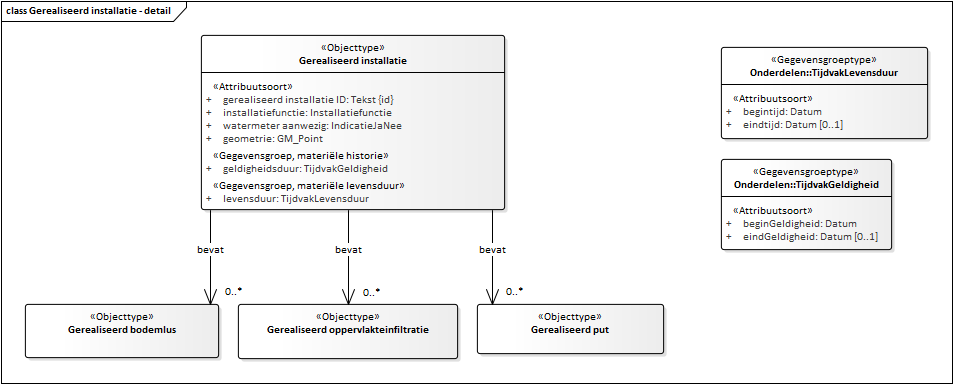 class Gerealiseerd installatie - detail
«Objecttype»
Gerealiseerd installatie
«Attribuutsoort»
+ gerealiseerd installatie ID: Tekst {id}
+ installatiefunctie: Installatiefunctie
+ watermeter aanwezig: IndicatieJaNee
+ geometrie: GM_Point
«Gegevensgroep, materiële historie»
+ geldigheidsduur: TijdvakGeldigheid
«Gegevensgroep, materiële levensduur»
+ levensduur: TijdvakLevensduur
«Gegevensgroeptype»
Onderdelen::TijdvakLevensduur
«Attribuutsoort»
+ begintijd: Datum
+ eindtijd: Datum [0..1]
«Gegevensgroeptype»
Onderdelen::TijdvakGeldigheid
«Attribuutsoort»
+ beginGeldigheid: Datum
+ eindGeldigheid: Datum [0..1]
bevat
bevat
bevat
0..*
0..*
0..*
«Objecttype»
Gerealiseerd bodemlus
«Objecttype»
Gerealiseerd oppervlakteinfiltratie
«Objecttype»
Gerealiseerd put